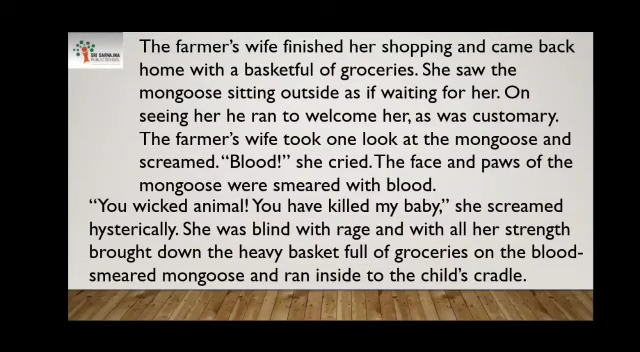 SRI SARVAJNA
PUBLIC SCHOOL
The farmer's wife finished her shopping and came back
home with a basketful of groceries. She saw the
mongoose sitting outside as if waiting for her. On
seeing her he ran to welcome her, as was customary.
The farmer's wife took one look at the mongoose and
screamed. “Blood!” she cried. The face and paws of the
mongoose were smeared with blood.
“You wicked animal! You have killed my baby,” she screamed
hysterically. She was blind with rage and with all her strength
brought down the heavy basket full of groceries on the blood-
smeared mongoose and ran inside to the child's cradle.